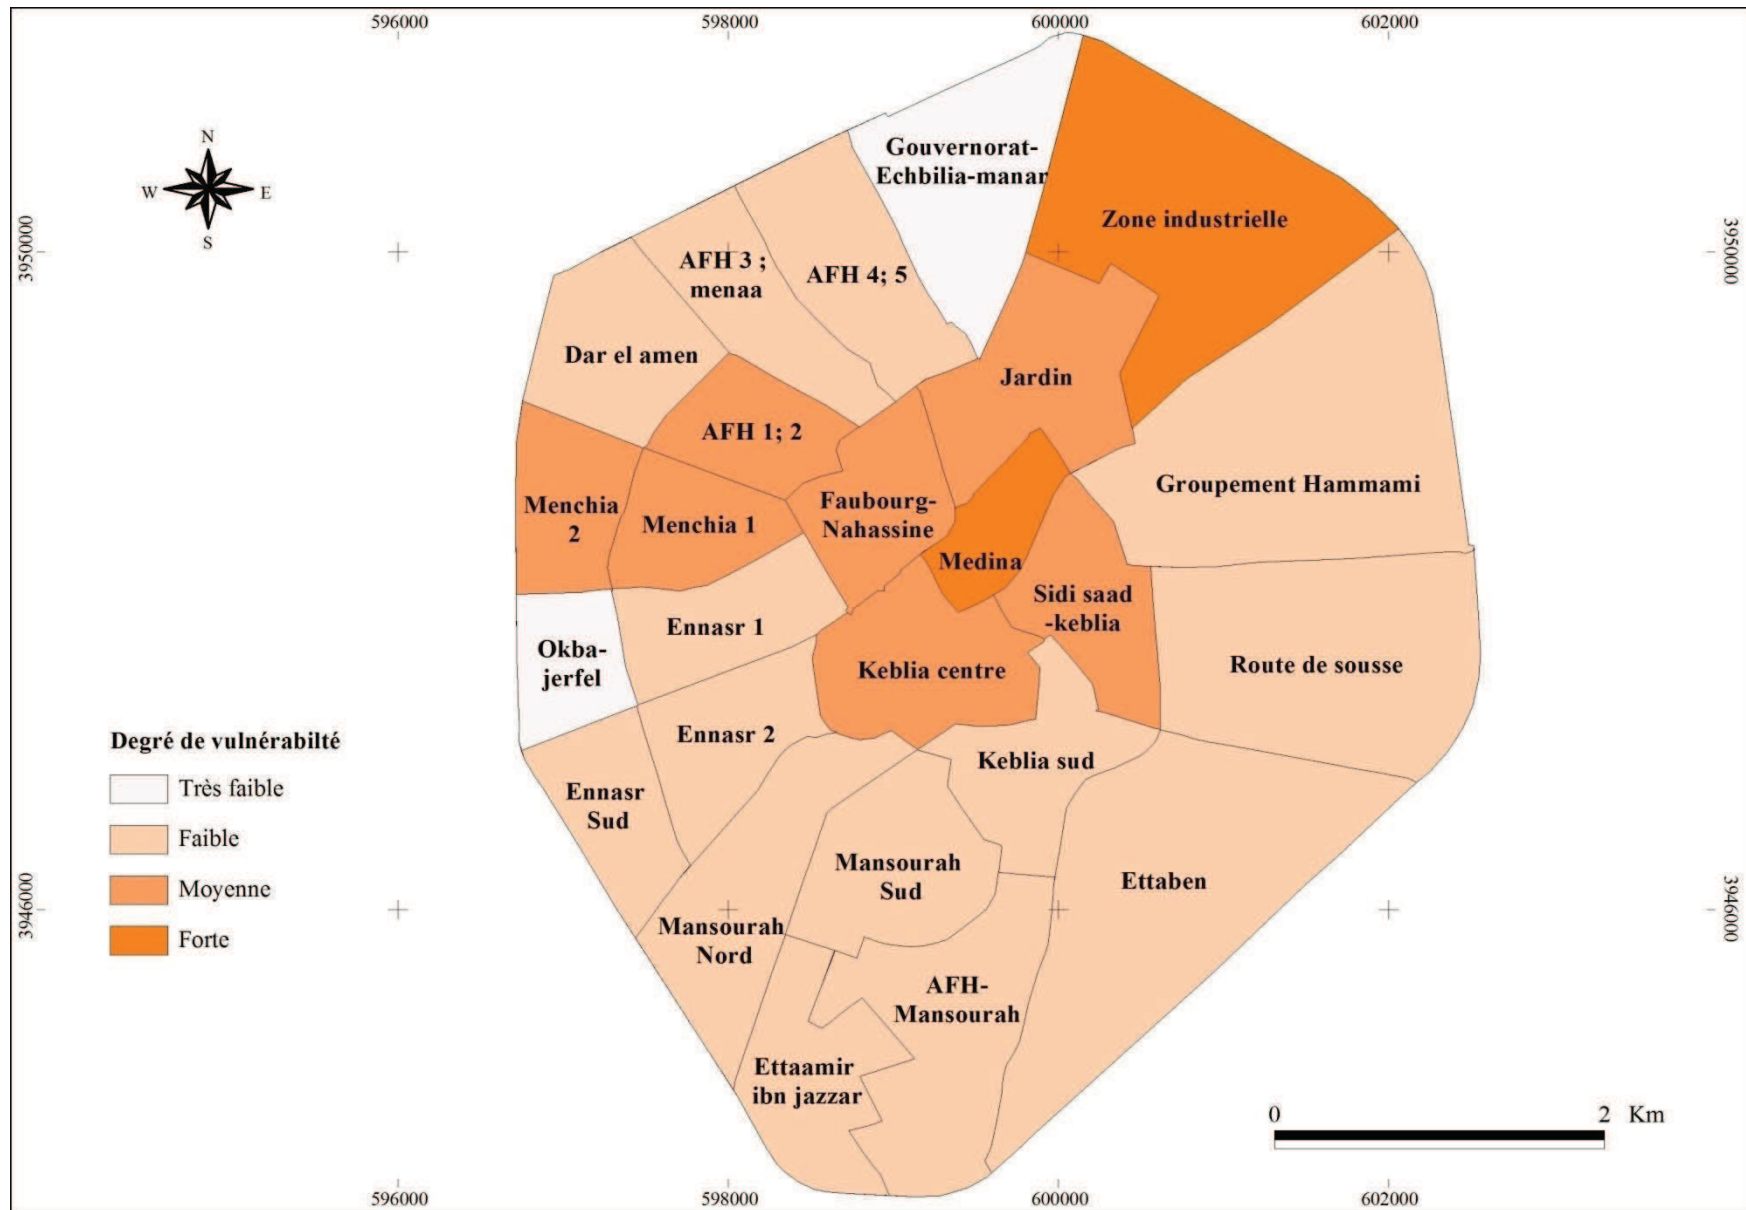 596000
598000
600000
602000
N
W
E
S
3950000
3950000
Gouvernorat-
Echbilia-manar
Zone industrielle
AFH 3 ;
menaa
AFH 4; 5
Dar el amen
Jardin
AFH 1; 2
Groupement Hammami
Menchia
2
Menchia 1
Faubourg-
Nahassine
Medina
Sidi saad
-keblia
Ennasr 1
Okba-
jerfel
Keblia centre
Route de sousse
Ennasr 2
Keblia sud
Ennasr
Sud
Mansourah
Sud
Ettaben
Mansourah
Nord
AFH-
Mansourah
Ettaamir
ibn jazzar
Degré de vulnérabilté
Très faible
Faible
Moyenne
Forte
3946000
3946000
0
2
Km
596000
598000
600000
602000